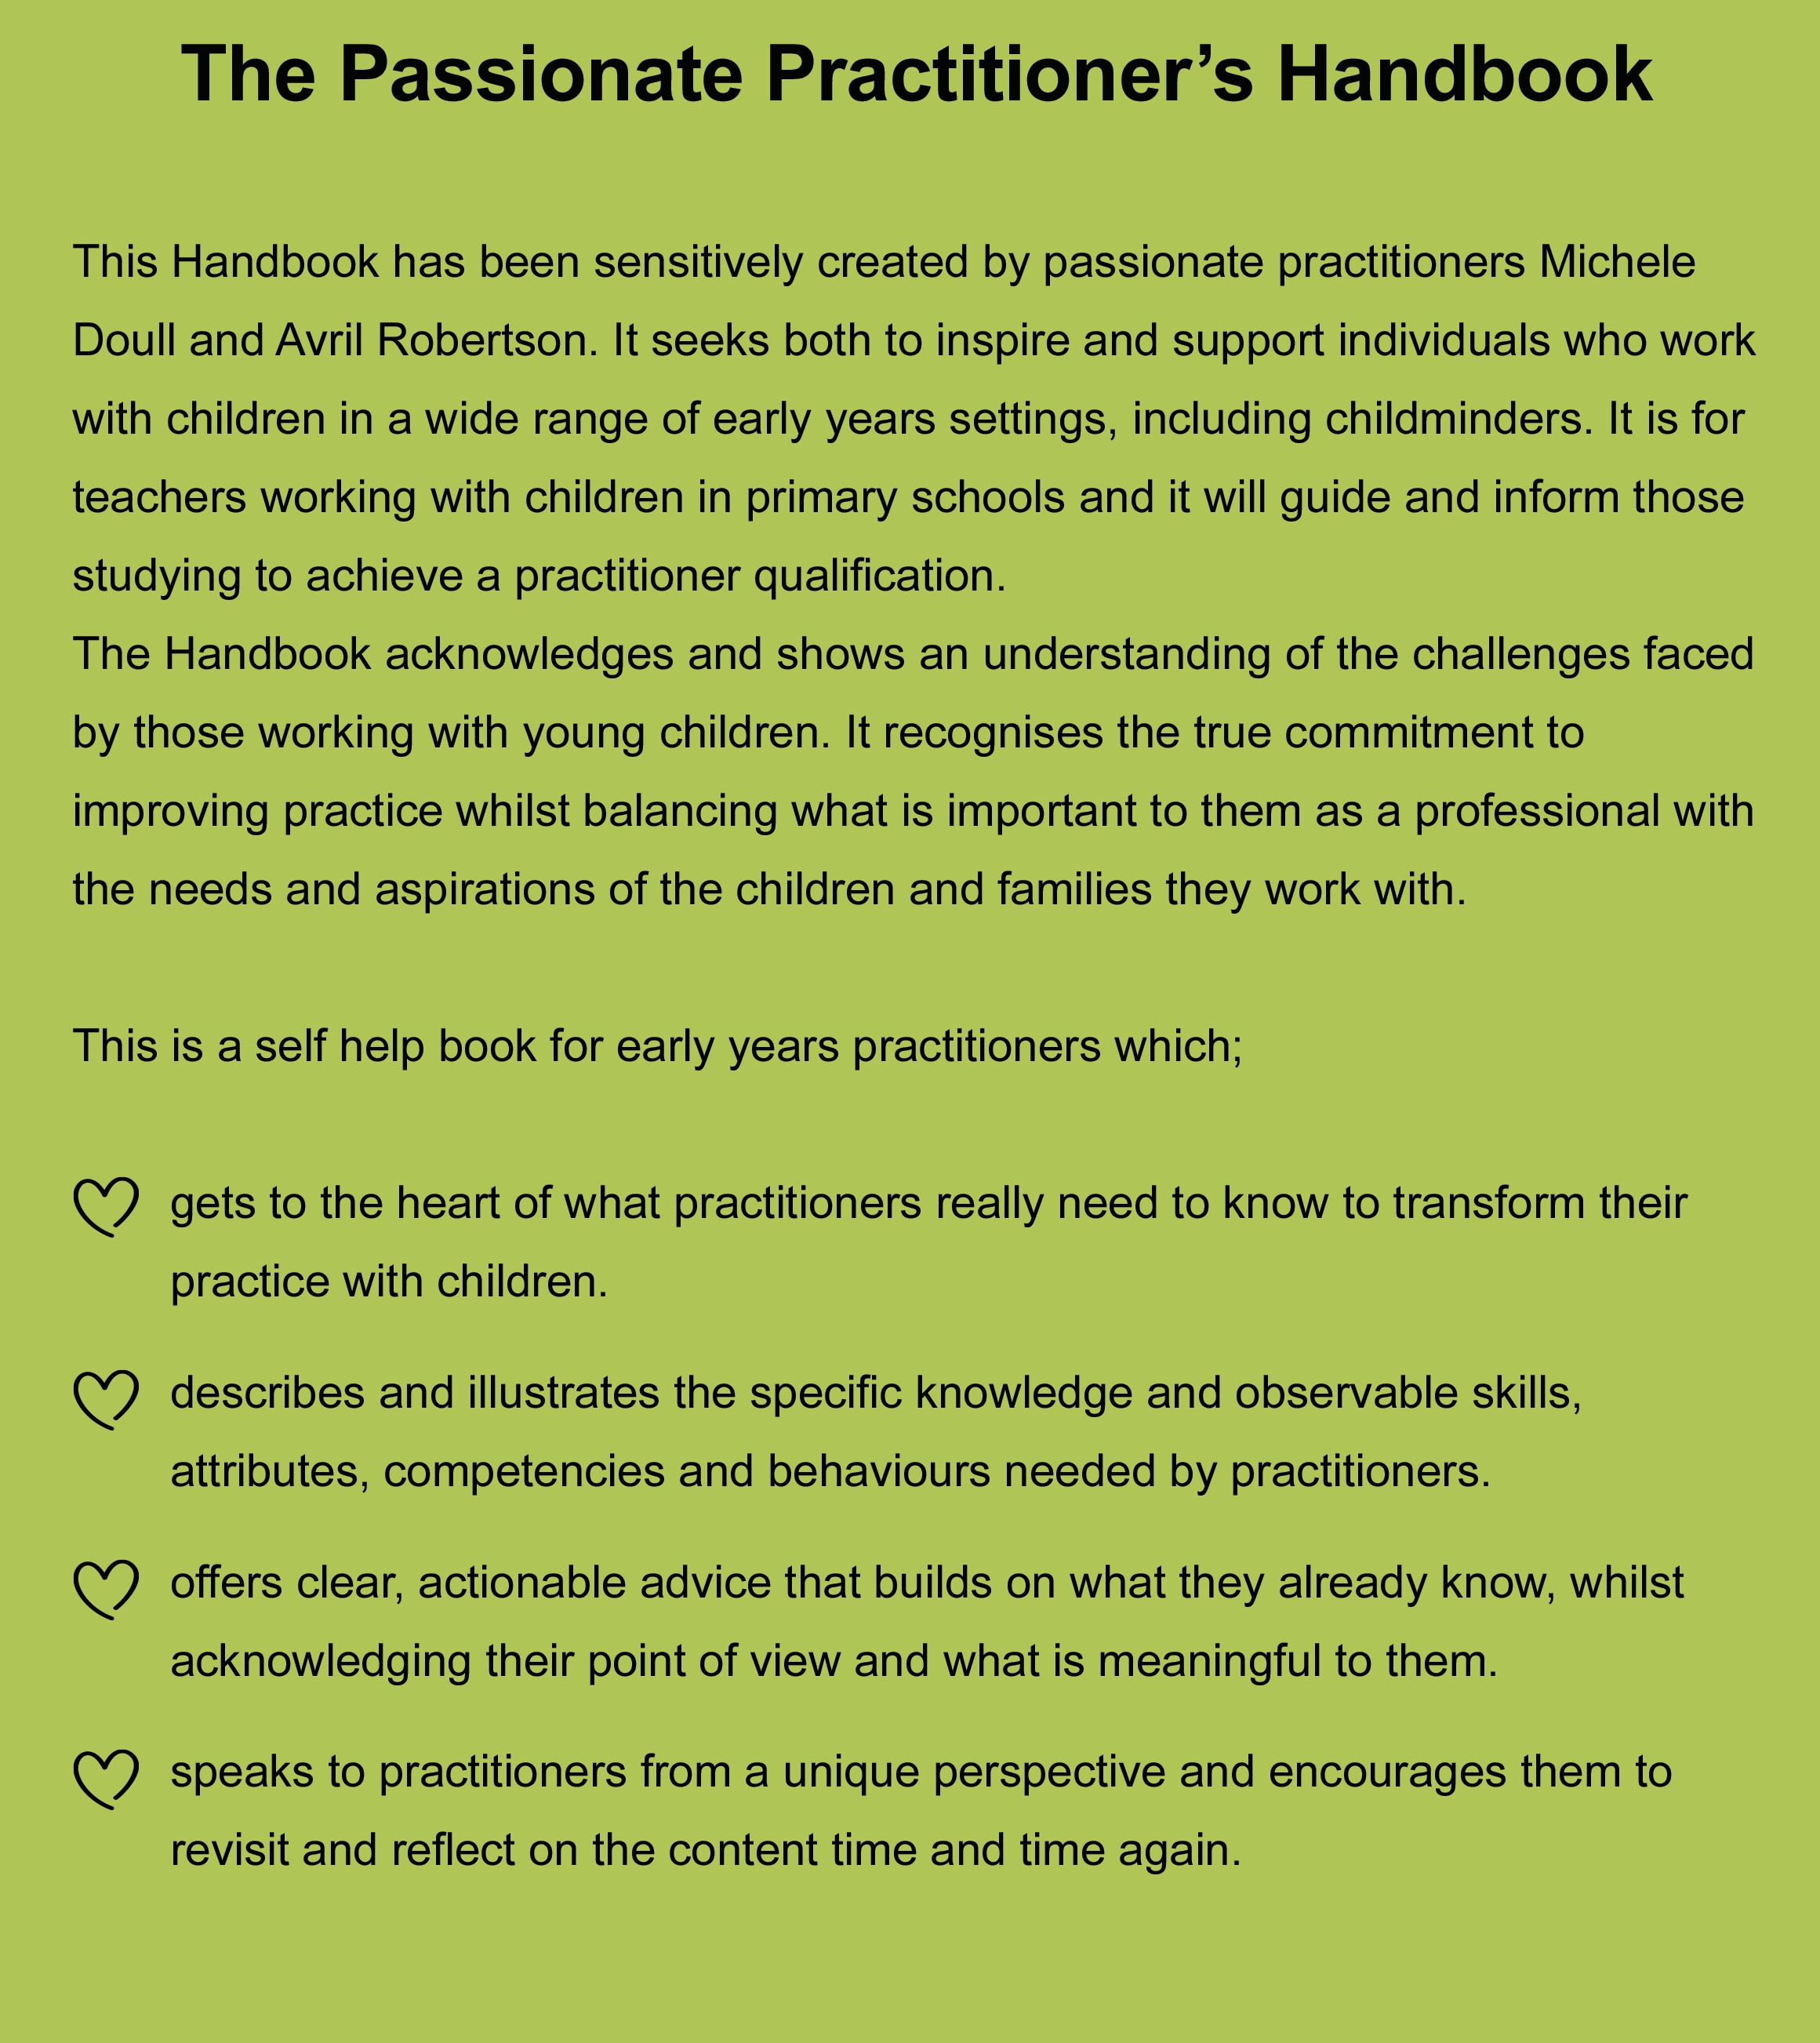 The Passionate Practitioner’s Handbook
This Handbook has been sensitively created by passionate practitioners Michele
Doull and Avril Robertson. It seeks both to inspire and support individuals who work
with children in a wide range of early years settings, including childminders. It is for
teachers working with children in primary schools and it will guide and inform those
studying to achieve a practitioner qualification.
The Handbook acknowledges and shows an understanding of the challenges faced
by those working with young children. It recognises the true commitment to
improving practice whilst balancing what is important to them as a professional with
the needs and aspirations of the children and families they work with.
This is a self help book for early years practitioners which;
gets to the heart of what practitioners really need to know to transform their
practice with children.
describes and illustrates the specific knowledge and observable skills,
attributes, competencies and behaviours needed by practitioners.
offers clear, actionable advice that builds on what they already know, whilst
acknowledging their point of view and what is meaningful to them.
speaks to practitioners from a unique perspective and encourages them to
revisit and reflect on the content time and time again.